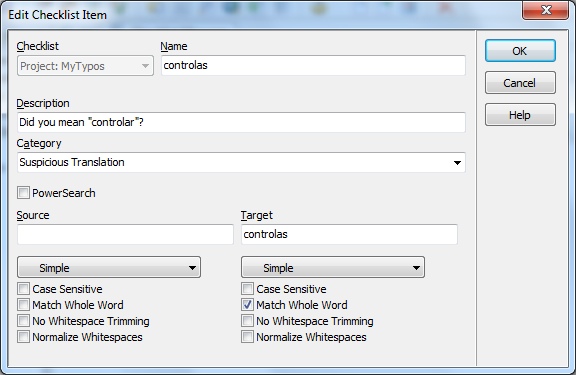 Edit Checklist Item
Checklist Name
Project: MyTypos controlas
Description
Did you mean "controlar"?
Category
Suspicious Translation
PowerSearch
Source Target
controlas
Simple Simple
Case Sensitive Case Sensitive
Match Whole Word Match Whole Word
No Whitespace Trimming No Whitespace Trimming
Normalize Whitespaces Normalize Whitespaces
OK
Cancel
Help